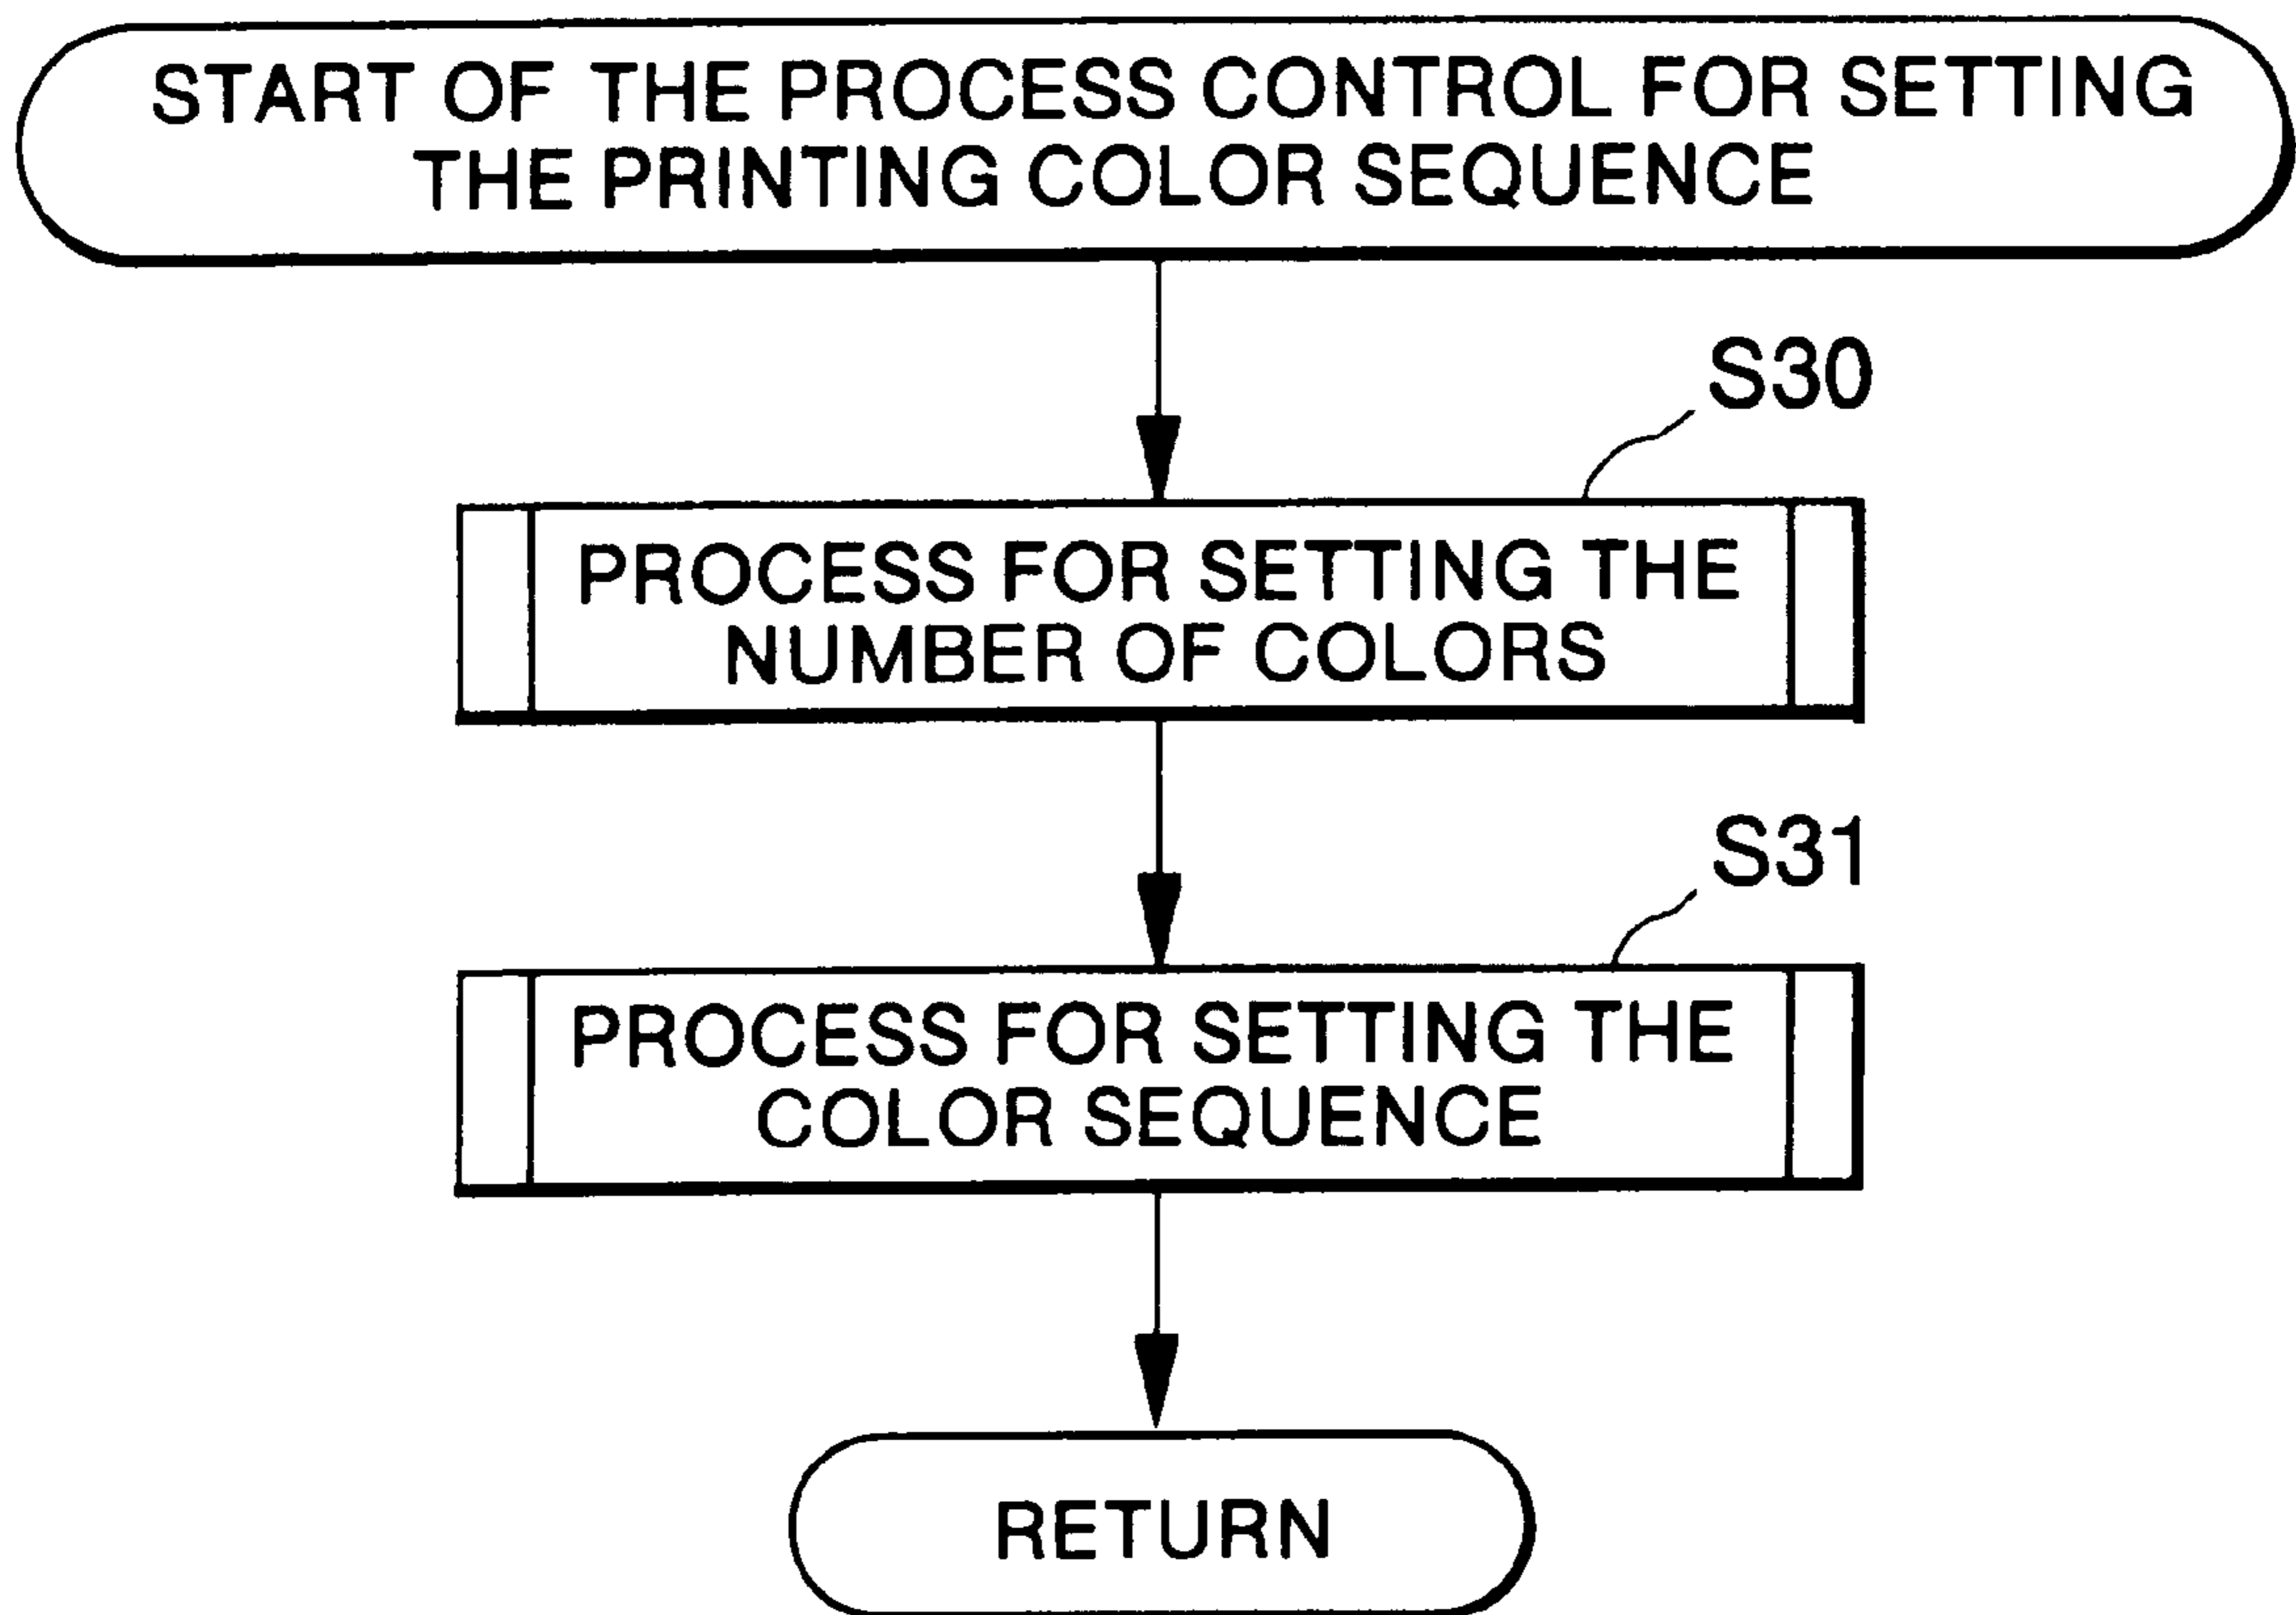 START OF THE PROCESS CONTROL FOR SETTING
THE PRINTING COLOR SEQUENCE
S30
PROCESS FOR SETTING THE
NUMBER OF COLORS
S31
PROCESS FOR SETTING THE
COLOR SEQUENCE
RETURN